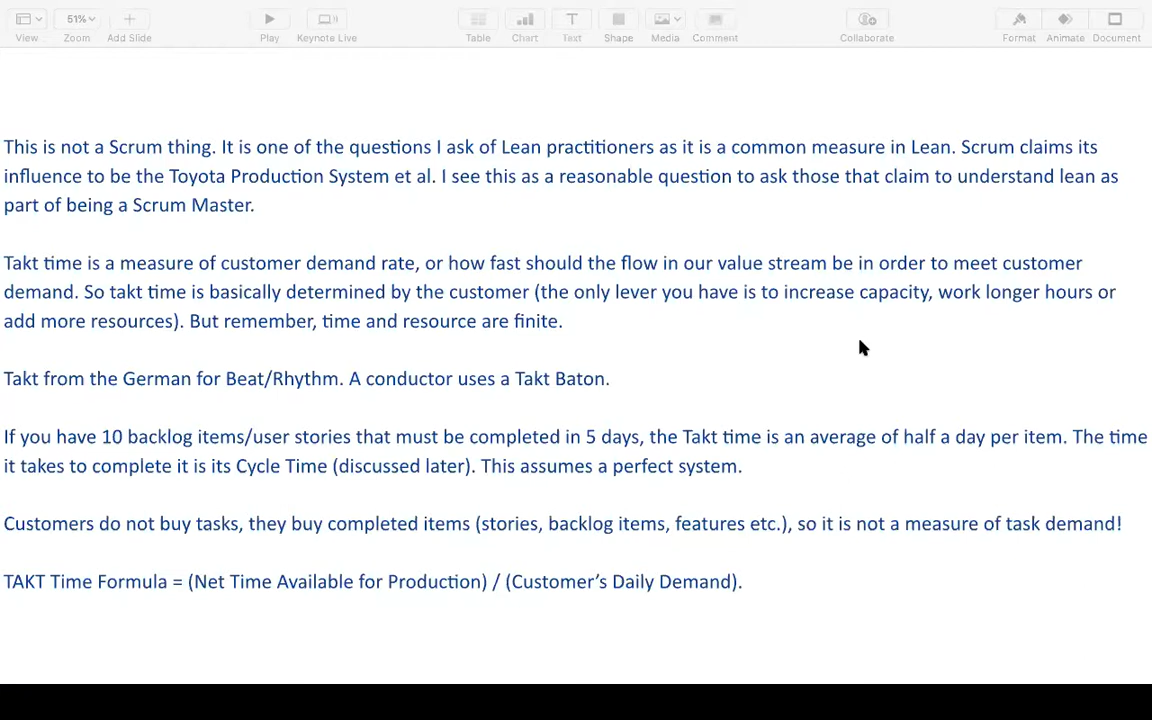 51%
View
Zoom
Add Slide
Play
Keynote Live
Table
Chart
Text
Shape
Media
Comment
Collaborate
Format
Animate
Document
This is not a Scrum thing. It is one of the questions I ask of Lean practitioners as it is a common measure in Lean. Scrum claims its
influence to be the Toyota Production System et al. I see this as a reasonable question to ask those that claim to understand lean as
part of being a Scrum Master.
Takt time is a measure of customer demand rate, or how fast should the flow in our value stream be in order to meet customer
demand. So takt time is basically determined by the customer (the only lever you have is to increase capacity, work longer hours or
add more resources). But remember, time and resource are finite.
Takt from the German for Beat/Rhythm. A conductor uses a Takt Baton.
If you have 10 backlog items/user stories that must be completed in 5 days, the Takt time is an average of half a day per item. The time
it takes to complete it is its Cycle Time (discussed later). This assumes a perfect system.
Customers do not buy tasks, they buy completed items (stories, backlog items, features etc.), so it is not a measure of task demand!
TAKT Time Formula = (Net Time Available for Production) / (Customer’s Daily Demand).